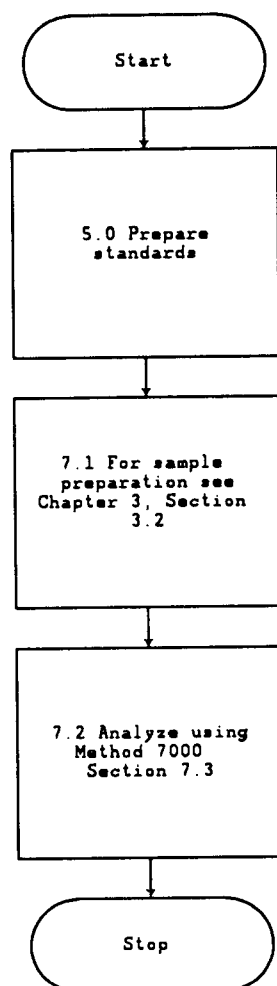 Start
5.0 Prepare
standards
7.1 For sample
preparation see
Chapter 3, Section
3.2
7.2 Analyze using
Method 7000
Section 7.3
Stop